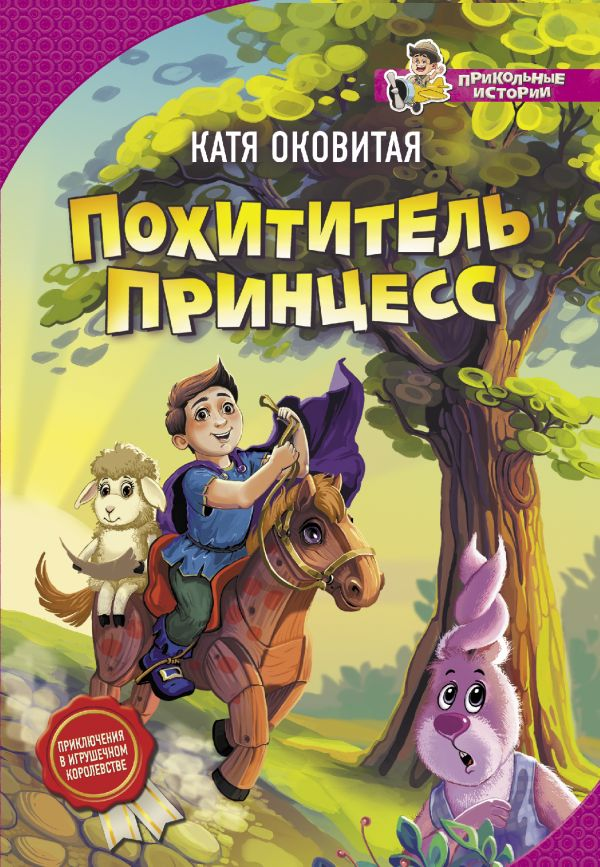 ПРИКОЛЬНЫЕ
ИСТОРИИ
КАТЯ ОКОВИТАЯ
ПОХИТИТЕЛЬ
ПРИНЦЕСС
ПРИКЛЮЧЕНИЯ
В ИГРУШЕЧНОМ
КОРОЛЕВСТВЕ